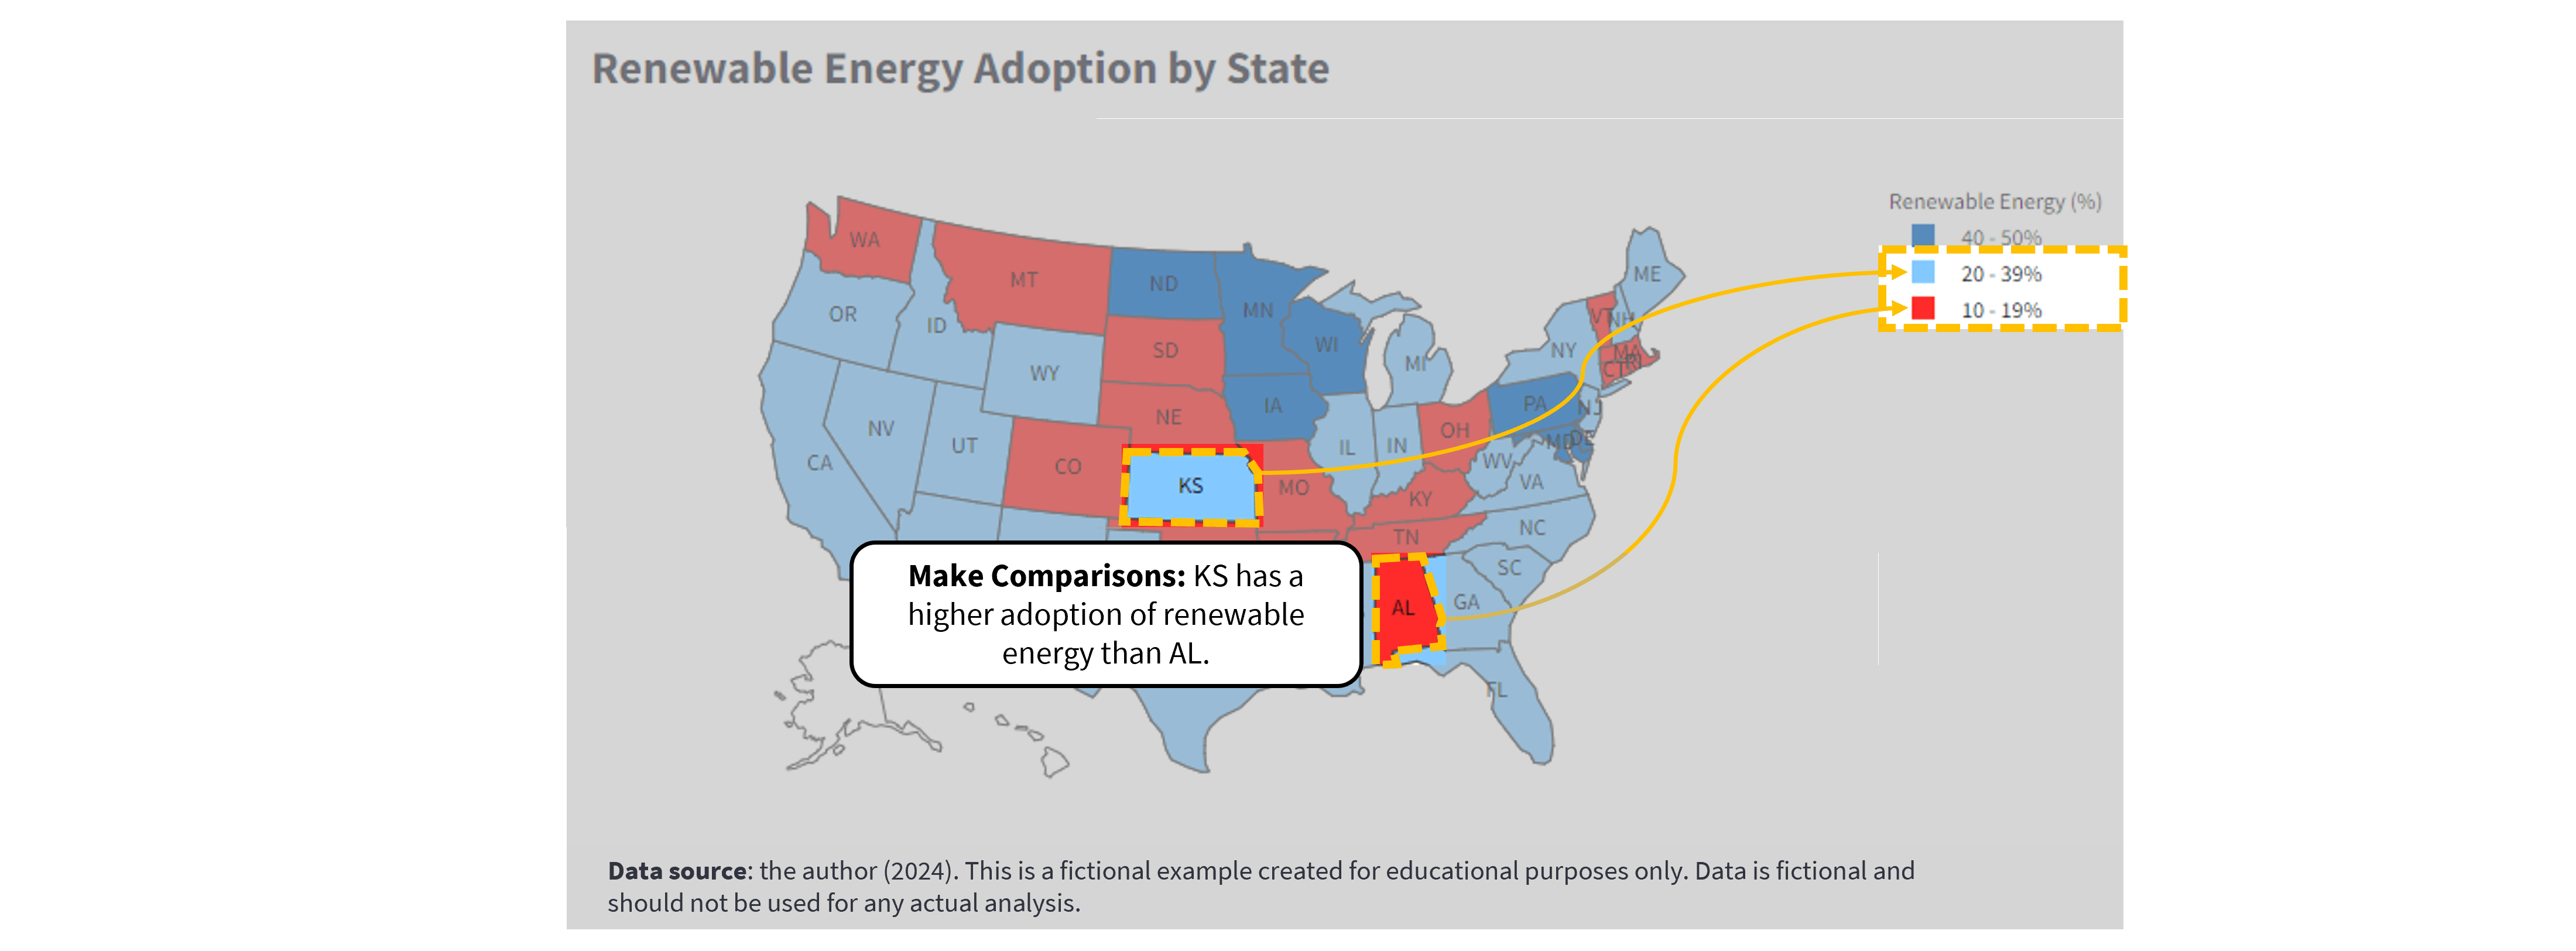 Renewable Energy Adoption by State
Renewable Energy (%)
40 - 50%
20 - 39%
10 - 19%
WA
MT
ND
MN
ME
OR
ID
SD
WI
VT
NH
WY
MI
NY
MA
CT
RI
NE
IA
PA
NJ
NV
UT
CO
KS
MO
IL
IN
OH
MD
DE
CA
WV
VA
KY
NC
TN
SC
AL
GA
FL
Make Comparisons: KS has a
higher adoption of renewable
energy than AL.
Data source: the author (2024). This is a fictional example created for educational purposes only. Data is fictional and
should not be used for any actual analysis.